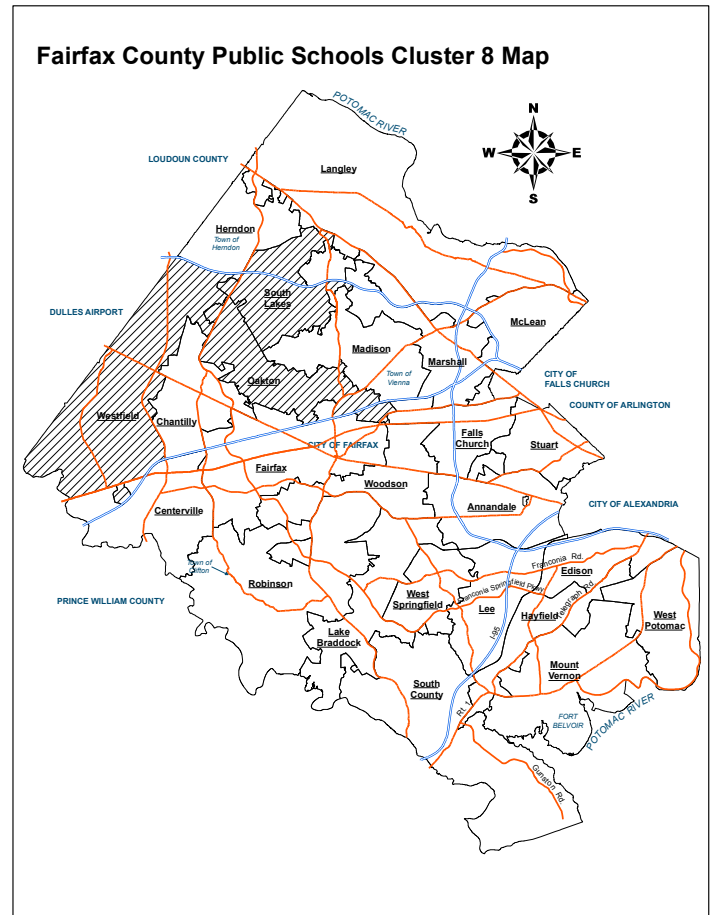 Fairfax County Public Schools Cluster 8 Map
POTOMAC RIVER
N
W
E
S
LOUDOUN COUNTY
Langley
Herndon
Town of
Herndon
South
Lakes
DULLES AIRPORT
McLean
Madison
Marshall
Town of
Vienna
CITY OF
FALLS CHURCH
Oakton
COUNTY OF ARLINGTON
Westfield
Chantilly
CITY OF FAIRFAX
Falls
Church
Stuart
Fairfax
Woodson
Centerville
Annandale
CITY OF ALEXANDRIA
Town of
Clifton
Franconia Rd.
Edison
Robinson
Franconia Springfield Pkwy
West
Springfield
Lee
Hayfield
Telegraph Rd
PRINCE WILLIAM COUNTY
West
Potomac
Lake
Braddock
I-95
Mount
Vernon
South
County
Rt. 1
FORT
BELVOIR
POTOMAC RIVER
Gunston Rd.